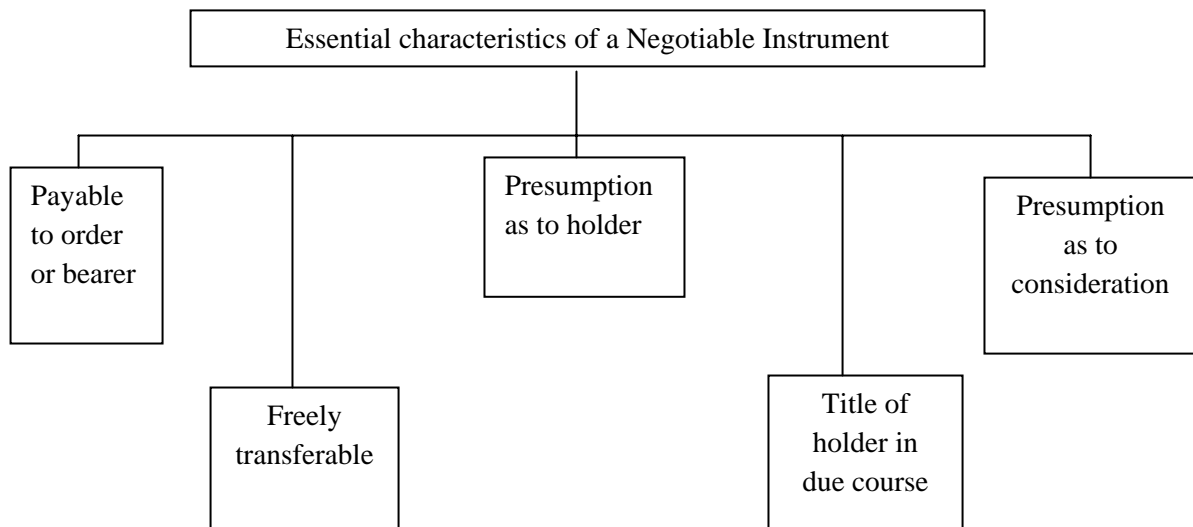 Essential characteristics of a Negotiable Instrument
Payable
to order
or bearer
Freely
transferable
Presumption
as to holder
Title of
holder in
due course
Presumption
as to
consideration